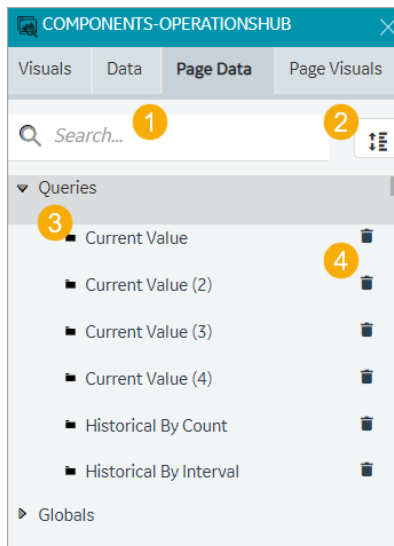 COMPONENTS-OPERATIONSHUB
Visuals Data Page Data Page Visuals
Search... 1 2
Queries
3
Current Value
4
Current Value (2)
Current Value (3)
Current Value (4)
Historical By Count
Historical By Interval
Globals